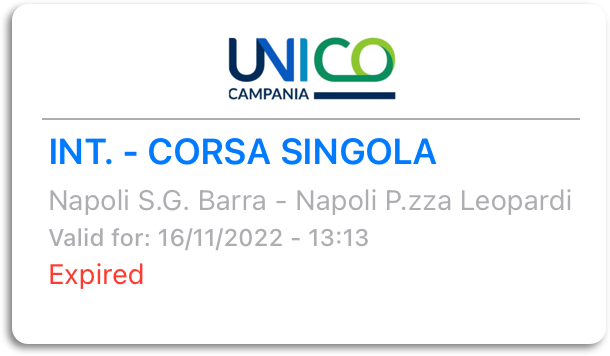 UNICO
CAMPANIA
INT. - CORSA SINGOLA
Napoli S.G. Barra - Napoli P.zza Leopardi
Valid for: 16/11/2022 - 13:13
Expired